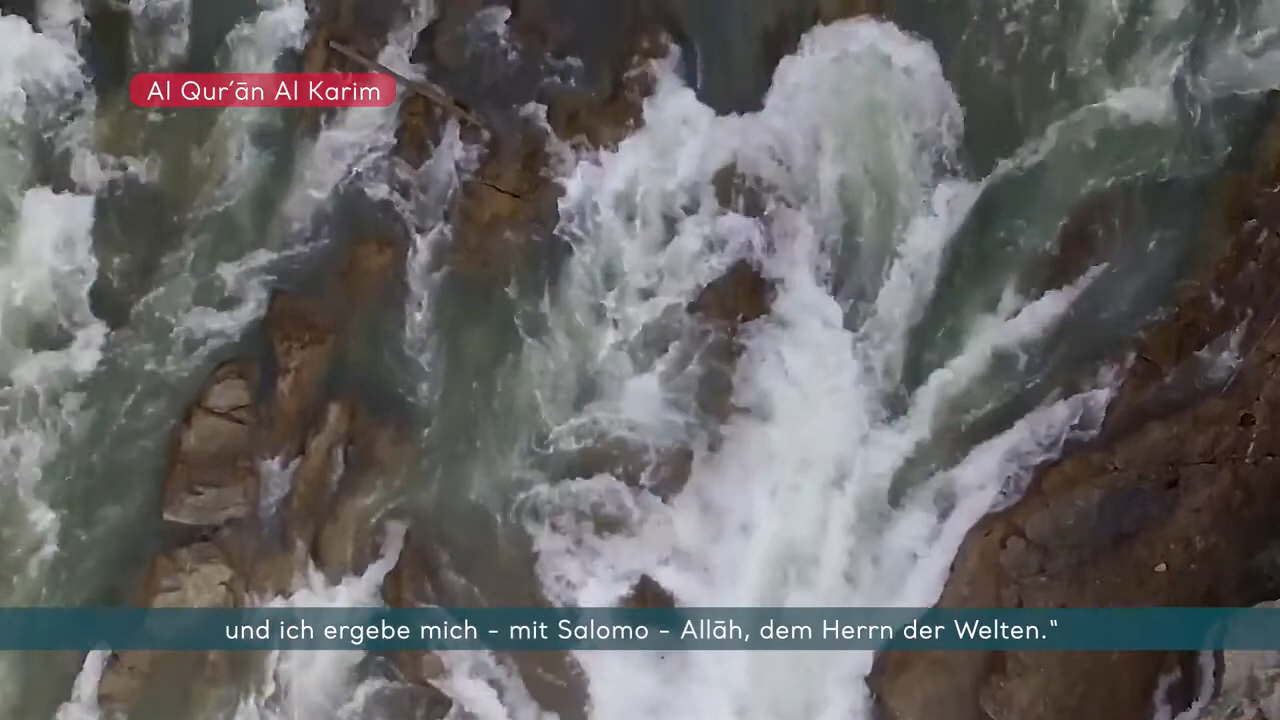 Al Qur’ān Al Karim
und ich ergebe mich - mit Salomo - Allāh, dem Herrn der Welten.“